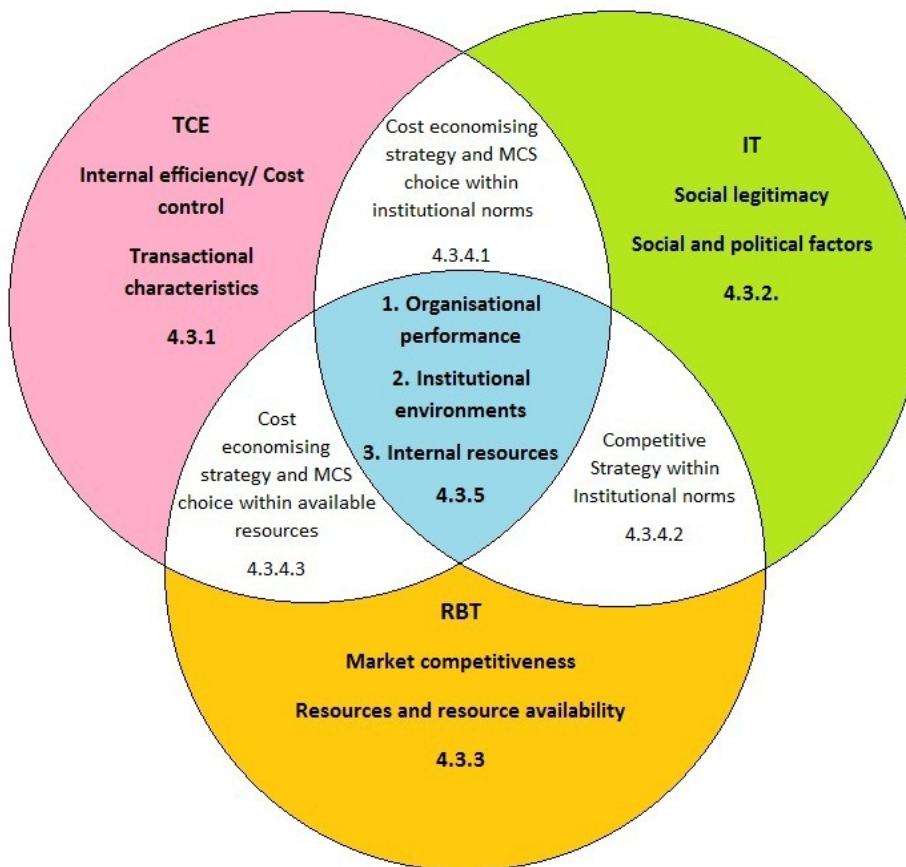 TCE
Internal efficiency/ Cost
control
Transactional
characteristics
4.3.1
Cost economising
strategy and MCS
choice within
institutional norms
4.3.4.1
IT
Social legitimacy
Social and political factors
4.3.2.
1. Organisational
performance
2. Institutional
environments
3. Internal resources
4.3.5
Cost
economising
strategy and MCS
choice within available
resources
4.3.4.3
Competitive
Strategy within
Institutional norms
4.3.4.2
RBT
Market competitiveness
Resources and resource availability
4.3.3